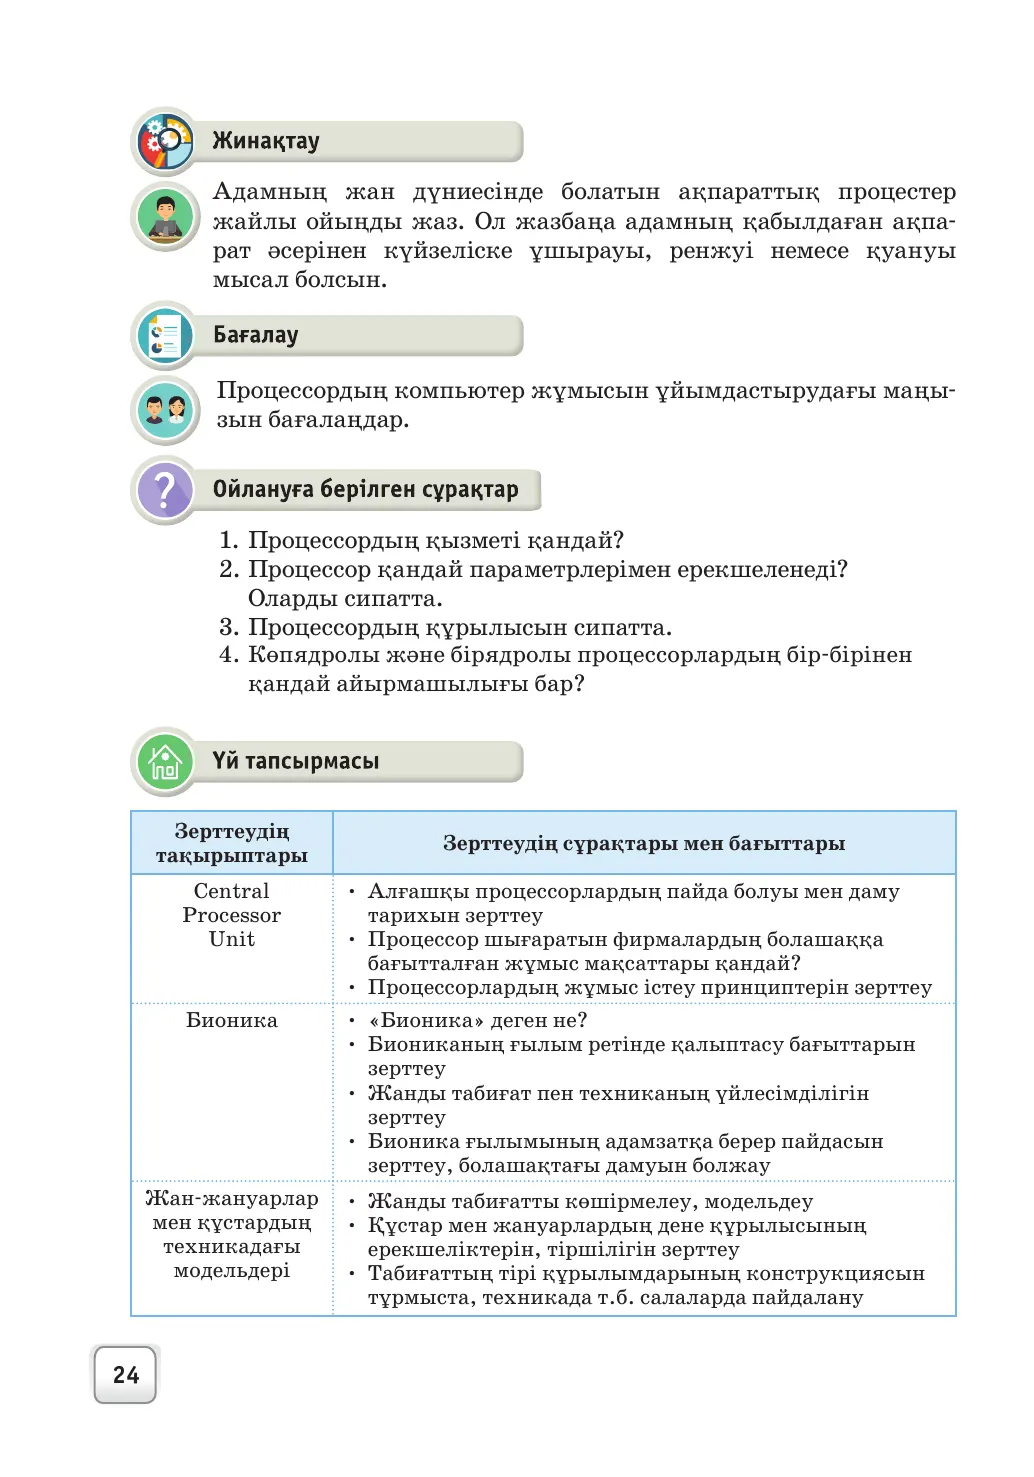 Жинақтау
Адамның жан дүниесінде болатын ақпараттық процестер
жайлы ойыңды жаз. Ол жазбаңа адамның қабылдаған ақпа-
рат әсерінен күйзеліске ұшырауы, ренжуі немесе қуануы
мысал болсын.
Бағалау
Процессордың компьютер жұмысын ұйымдастырудағы маңы-
зын бағалаңдар.
Ойлануға берілген сұрақтар
1. Процессордың қызметі қандай?
2. Процессор қандай параметрлерімен ерекшеленеді?
Оларды сипатта.
3. Процессордың құрылысын сипатта.
4. Көпядролы және бірядролы процессорлардың бір-бірінен
қандай айырмашылығы бар?
Үй тапсырмасы
Зерттеудің
тақырыптары
Зерттеудің сұрақтары мен бағыттары
Central
Processor
Unit
• Алғашқы процессорлардың пайда болуы мен даму
тарихын зерттеу
• Процессор шығаратын фирмалардың болашаққа
бағытталған жұмыс мақсаттары қандай?
• Процессорлардың жұмыс істеу принциптерін зерттеу
Бионика
• «Бионика» деген не?
• Биониканың ғылым ретінде қалыптасу бағыттарын
зерттеу
• Жанды табиғат пен техниканың үйлесімділігін
зерттеу
• Бионика ғылымының адамзатқа берер пайдасын
зерттеу, болашақтағы дамуын болжау
Жан-жануарлар
мен құстардың
техникадағы
модельдері
• Жанды табиғатты көшірмелеу, модельдеу
• Құстар мен жануарлардың дене құрылысының
ерекшеліктерін, тіршілігін зерттеу
• Табиғаттың тірі құрылымдарының конструкциясын
тұрмыста, техникада т.б. салаларда пайдалану
24